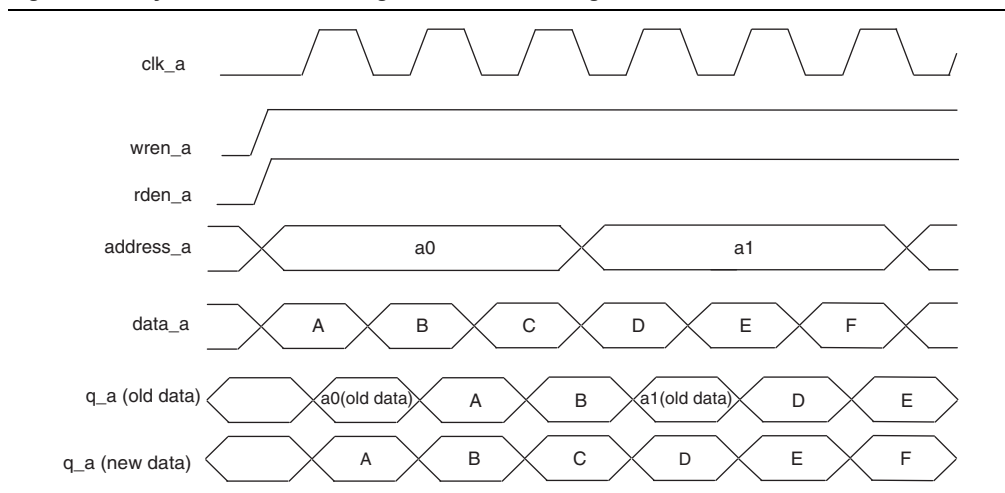 clk_a
wren_a
rden_a
address_a a0 a1
data_a A B C D E F
q_a (old data) a0(old data) A B a1(old data) D E
q_a (new data) A B C D E F